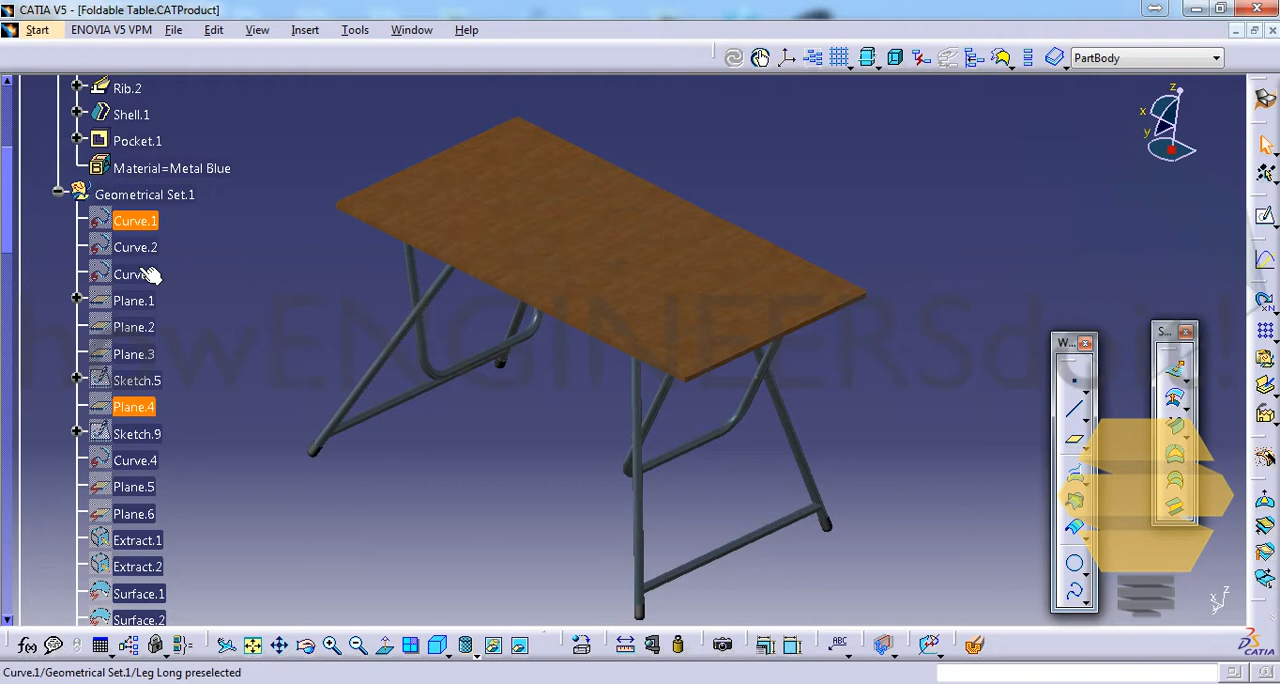 CATIA V5 - [Foldable Table.CATProduct]
Start ENOVIA V5 VPM File Edit View Insert Tools Window Help
PartBody
Rib.2
Shell.1
Pocket.1
Material=Metal Blue
Geometrical Set.1
Curve.1
Curve.2
Plane.1
Plane.2
Plane.3
Sketch.5
Plane.4
Sketch.9
Curve.4
Plane.5
Plane.6
Extract.1
Extract.2
Surface.1
Surface.2
z
x
y
W...
S...
howENGINEERSdoit!
f(x)
ABC
CATIA
Curve.1/Geometrical Set.1/Leg Long preselected